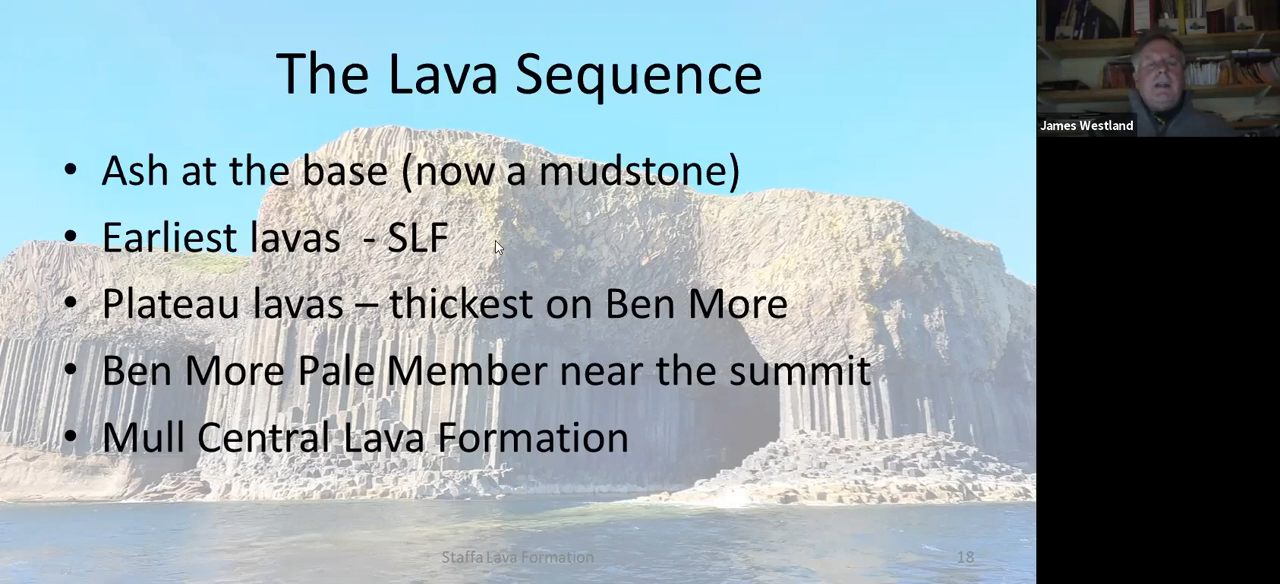 The Lava Sequence
• Ash at the base (now a mudstone)
• Earliest lavas - SLF
• Plateau lavas – thickest on Ben More
• Ben More Pale Member near the summit
• Mull Central Lava Formation
Staffa Lava Formation
18
James Westland